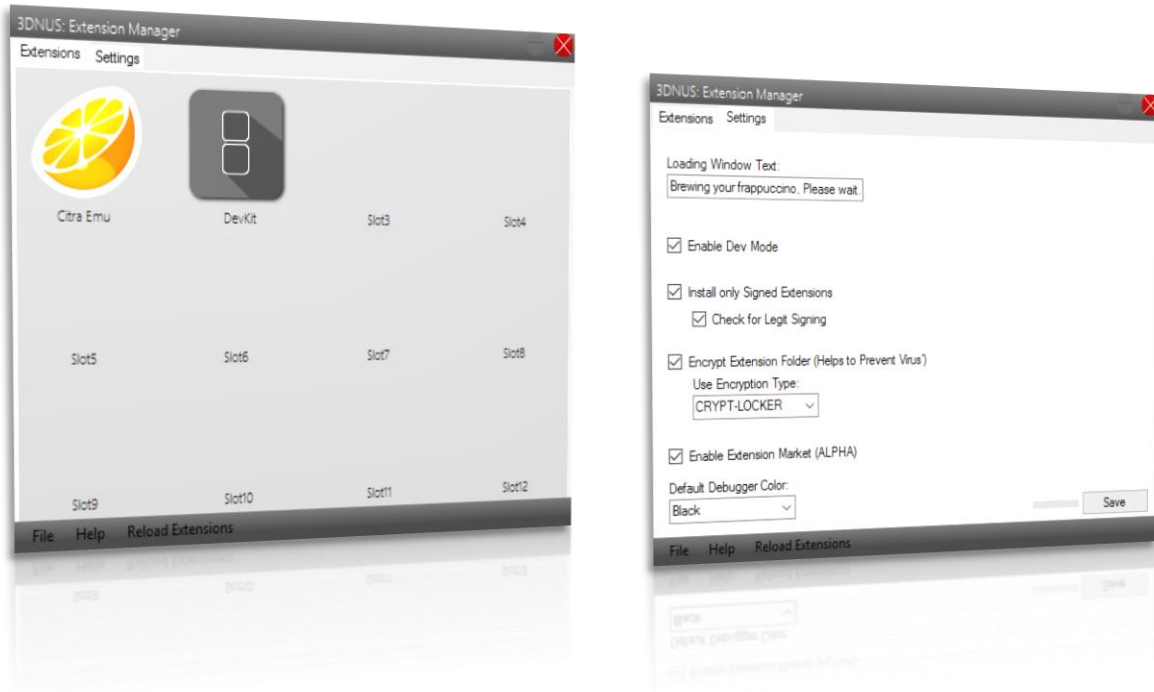 3DNUS: Extension Manager
Extensions Settings
Citra Emu DevKit Slot3 Slot4
Slot5 Slot6 Slot7 Slot8
Slot9 Slot10 Slot11 Slot12
File Help Reload Extensions
3DNUS: Extension Manager
Extensions Settings
Loading Window Text:
Brewing your frappuccino. Please wait.
Enable Dev Mode
Install only Signed Extensions
Check for Legit Signing
Encrypt Extension Folder (Helps to Prevent Virus')
Use Encryption Type:
CRYPT-LOCKER
Enable Extension Market (ALPHA)
Default Debugger Color:
Black
Save
File Help Reload Extensions